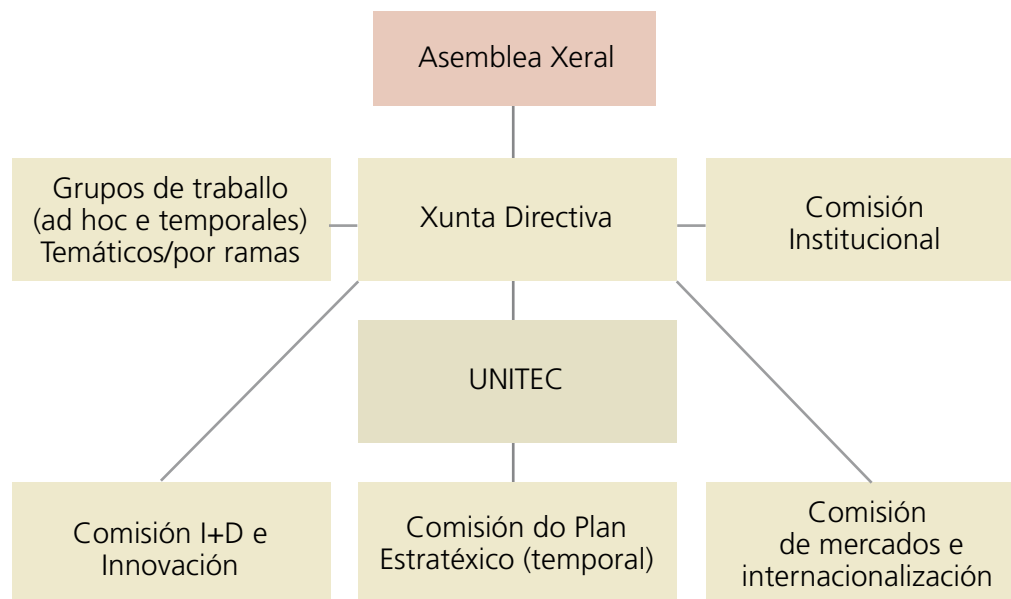 Asemblea Xeral
Grupos de traballo
(ad hoc e temporales)
Temáticos/por ramas
Xunta Directiva
Comisión
Institucional
UNITEC
Comisión I+D e
Innovación
Comisión do Plan
Estratéxico (temporal)
Comisión
de mercados e
internacionalización